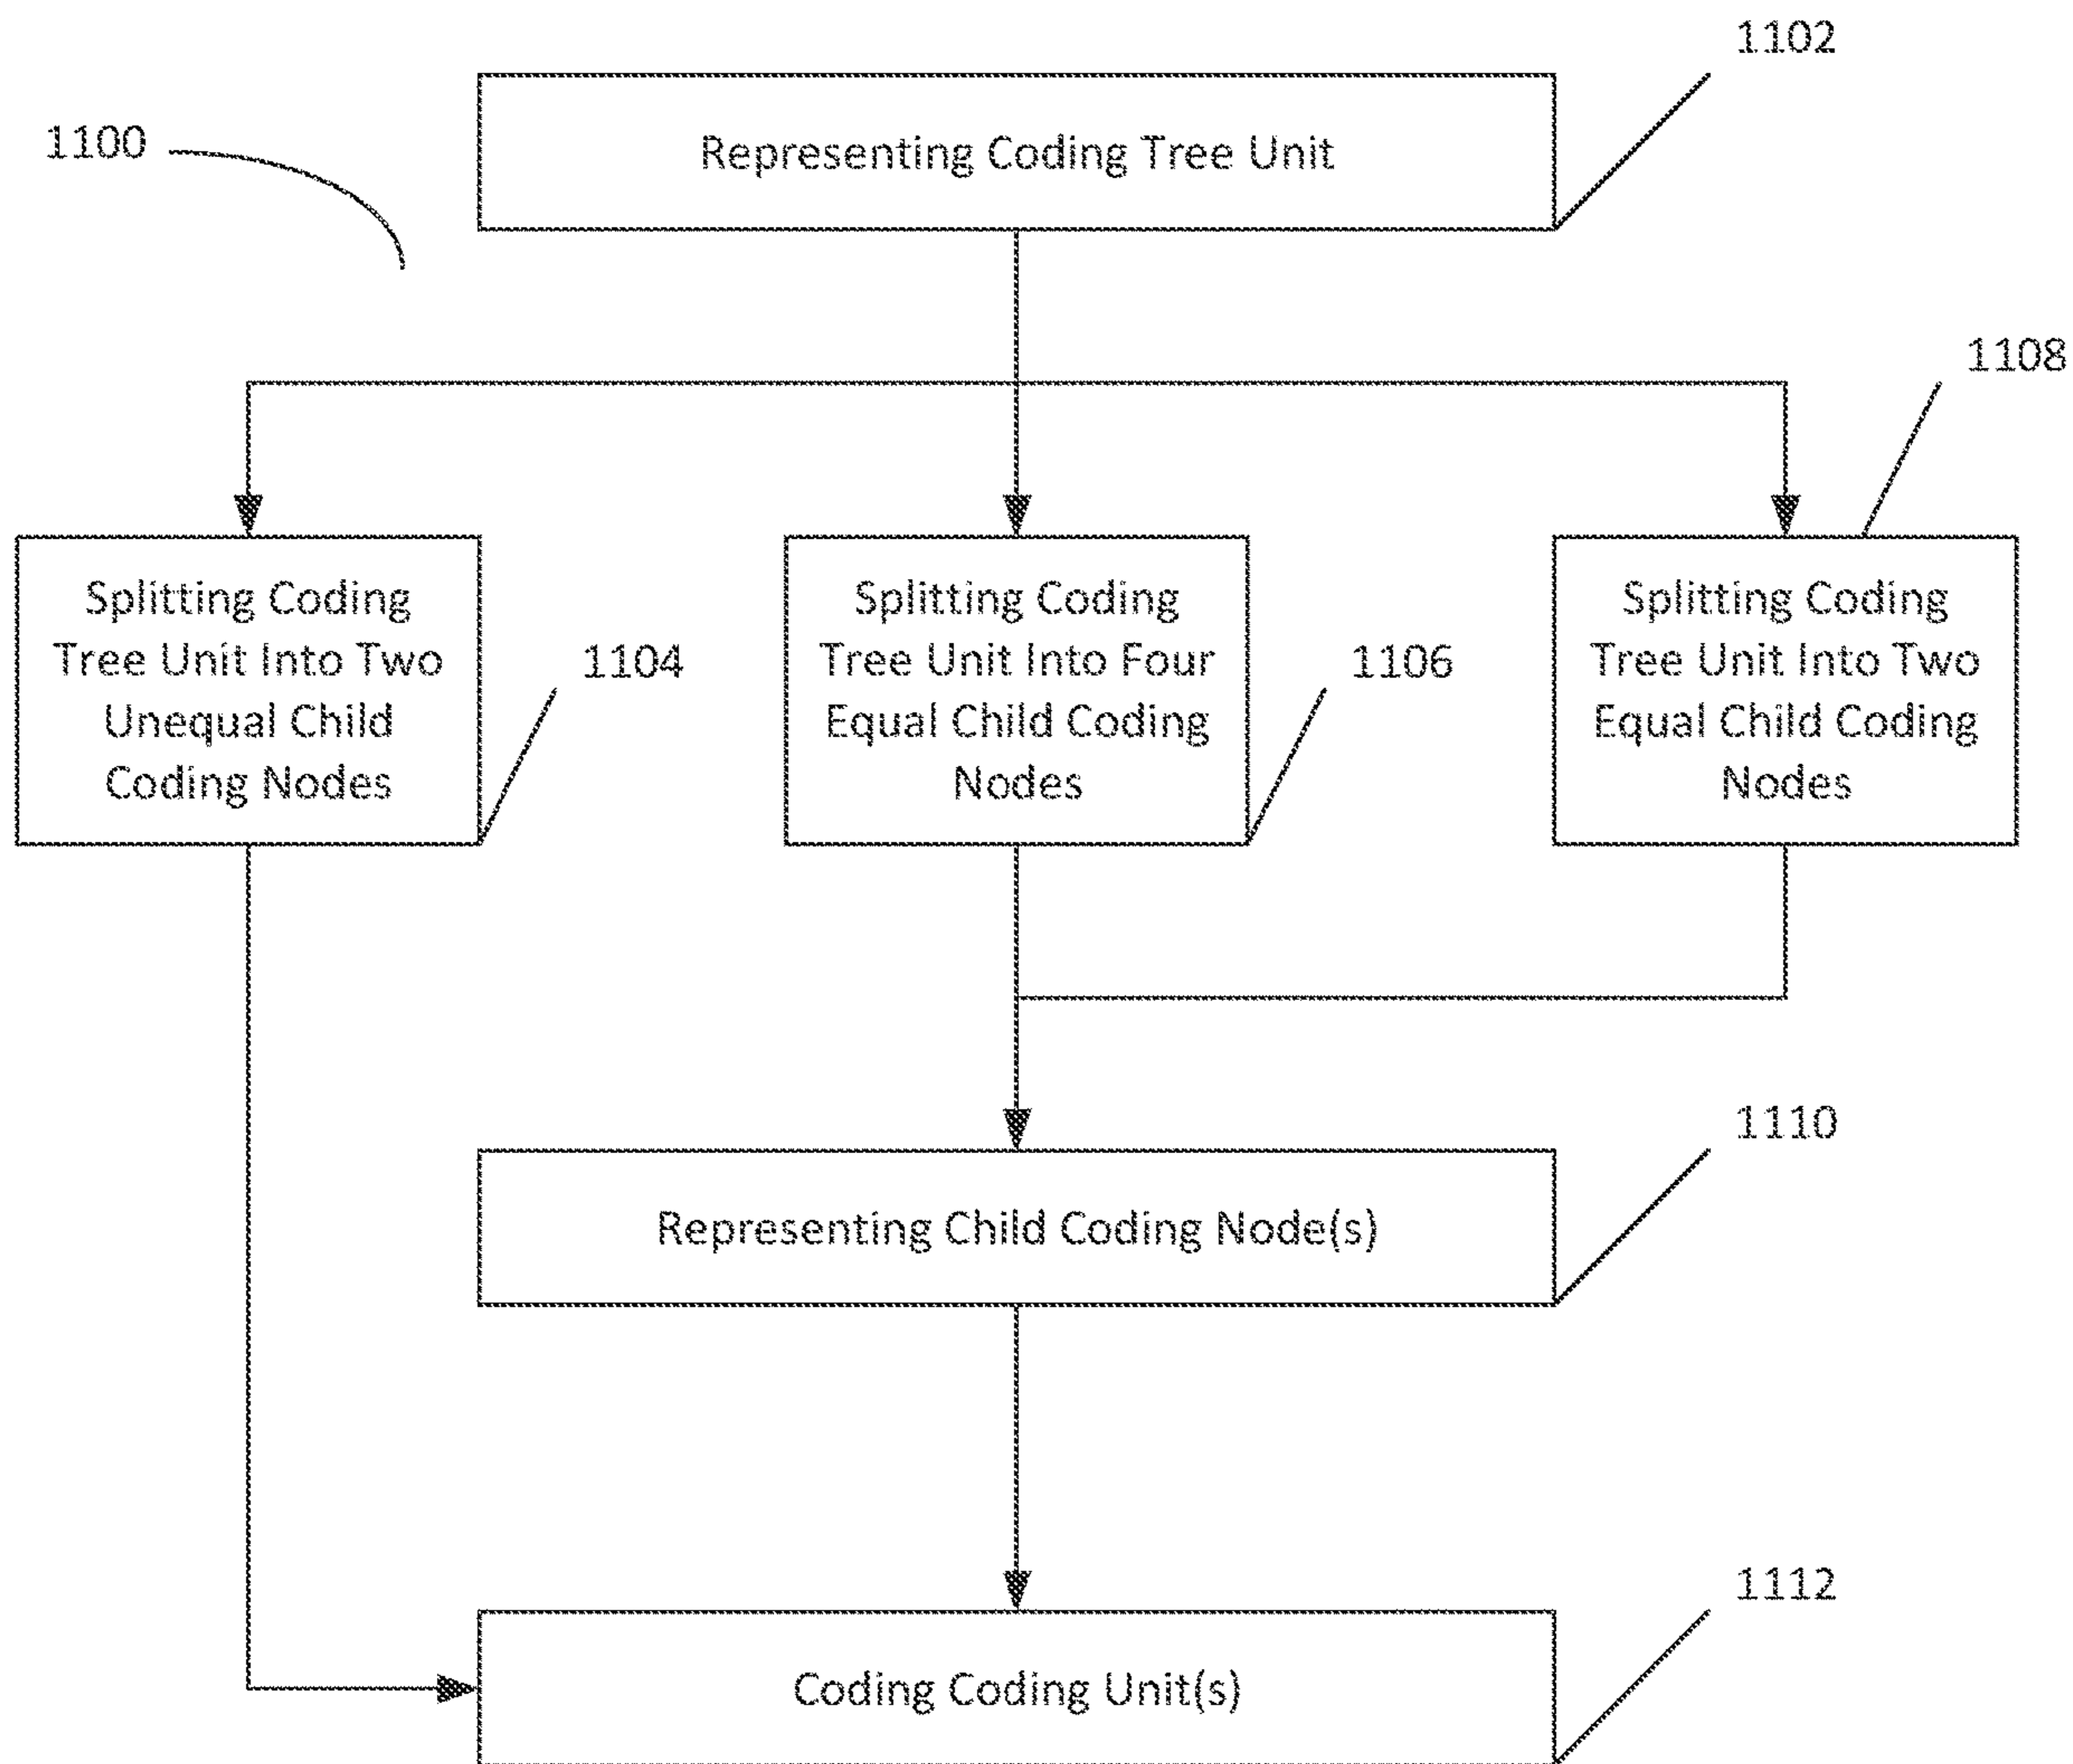 1102
1100
Representing Coding Tree Unit
1108
Splitting Coding
Tree Unit Into Two
Unequal Child
Coding Nodes
1104
Splitting Coding
Tree Unit Into Four
Equal Child Coding
Nodes
1106
Splitting Coding
Tree Unit Into Two
Equal Child Coding
Nodes
1110
Representing Child Coding Node(s)
1112
Coding Coding Unit(s)